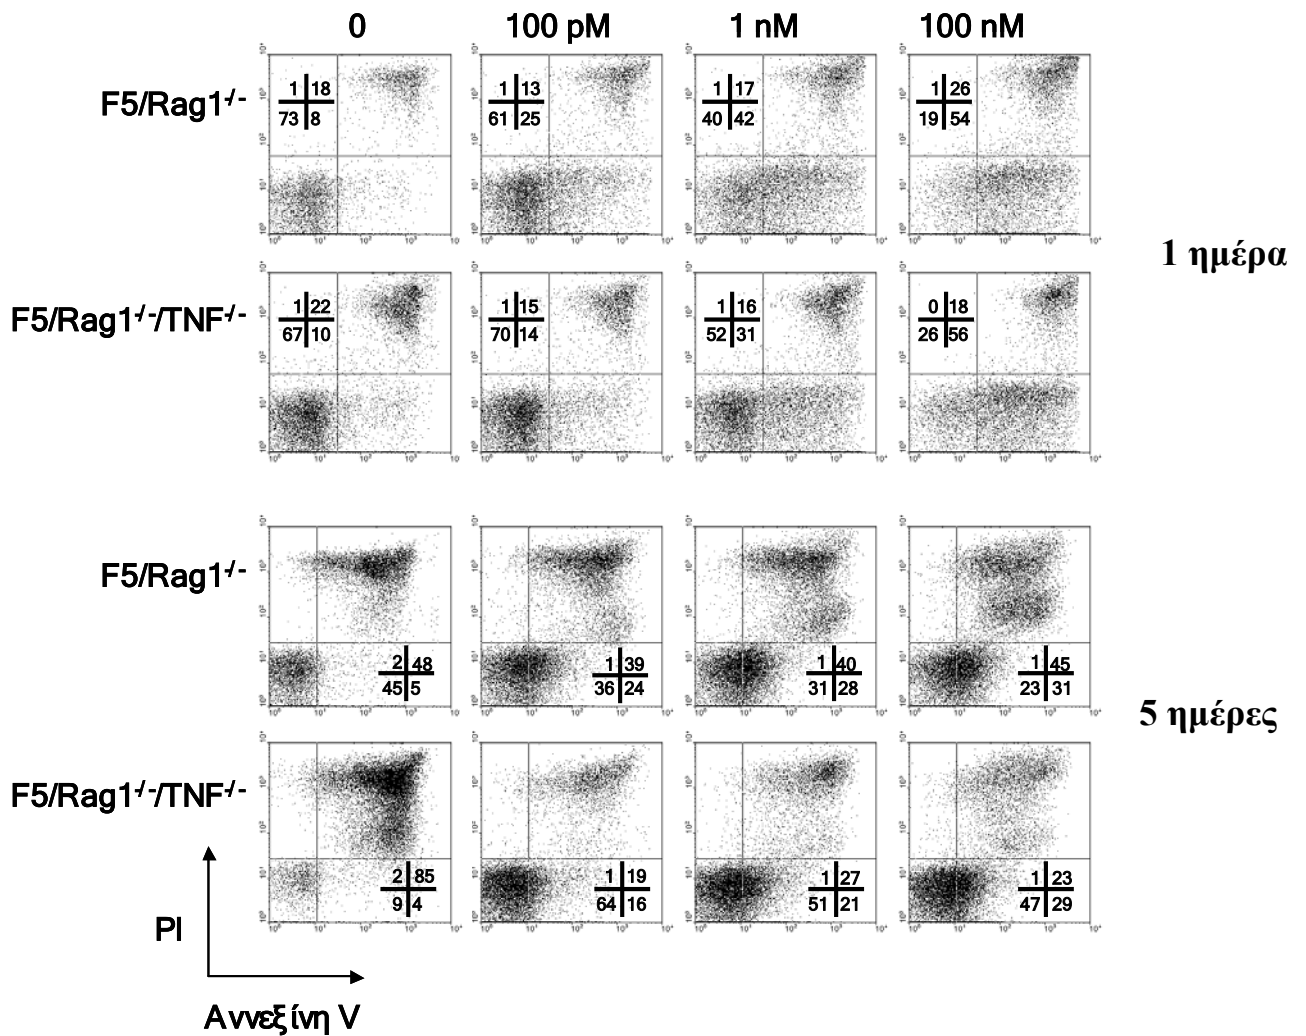 0 100 pM 1 nM 100 nM
F5/Rag1⁻/⁻
1 18 1 13 1 17 1 26
73 8 61 25 40 42 19 54
1 ημέρα
F5/Rag1⁻/⁻/TNF⁻/⁻
1 22 1 15 1 16 0 18
67 10 70 14 52 31 26 56
F5/Rag1⁻/⁻
2 48 1 39 1 40 1 45
45 5 36 24 31 28 23 31
5 ημέρες
F5/Rag1⁻/⁻/TNF⁻/⁻
2 85 1 19 1 27 1 23
9 4 64 16 51 21 47 29
PI
Αννεξίνη V